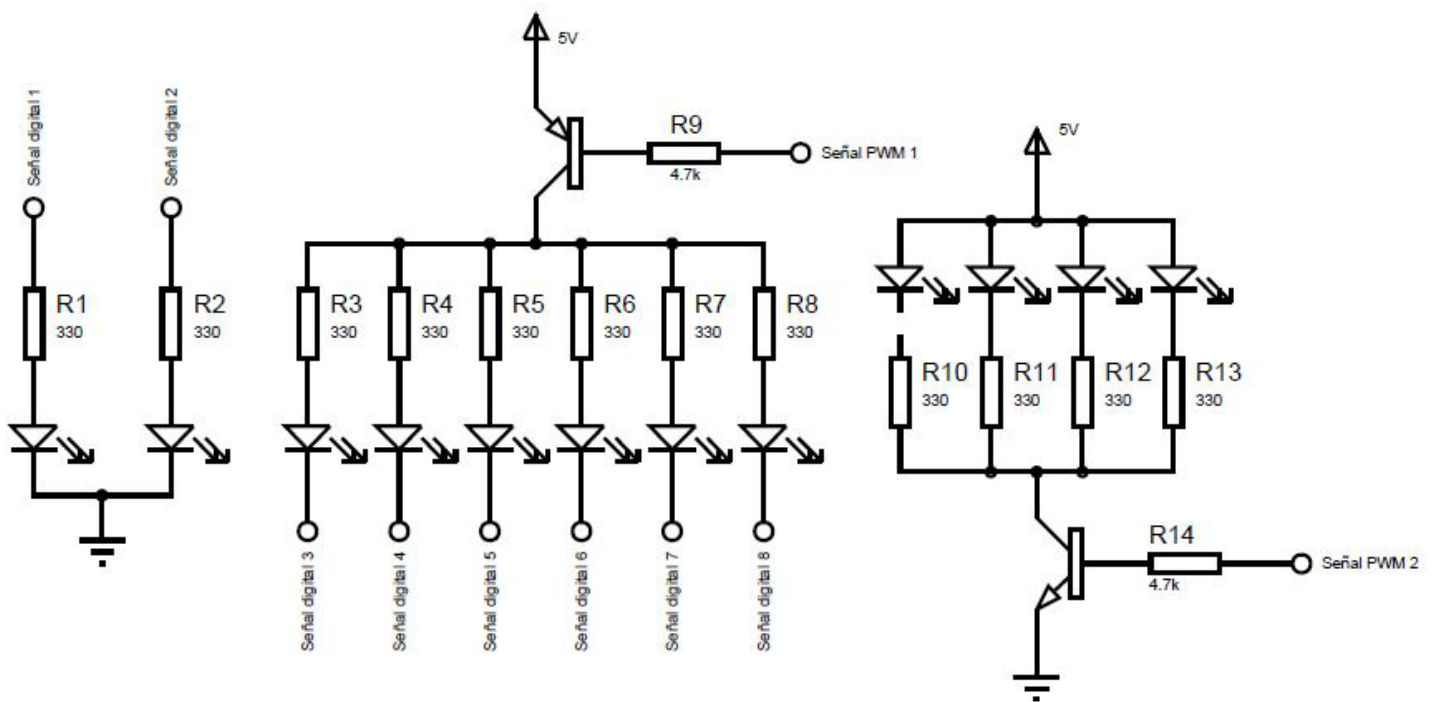 Señal digital 1
Señal digital 2
R1
330
R2
330
5V
R9
4.7k
Señal PWM 1
R3
330
R4
330
R5
330
R6
330
R7
330
R8
330
Señal digital 3
Señal digital 4
Señal digital 5
Señal digital 6
Señal digital 7
Señal digital 8
5V
R10
330
R11
330
R12
330
R13
330
R14
4.7k
Señal PWM 2